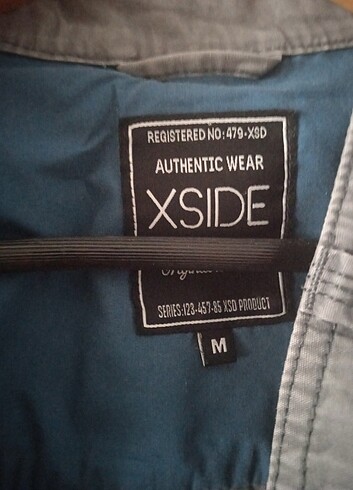 REGISTERED NO: 479-XSD
AUTHENTIC WEAR
XSIDE
SERIES:123-457-85 XSD PRODUCT
M